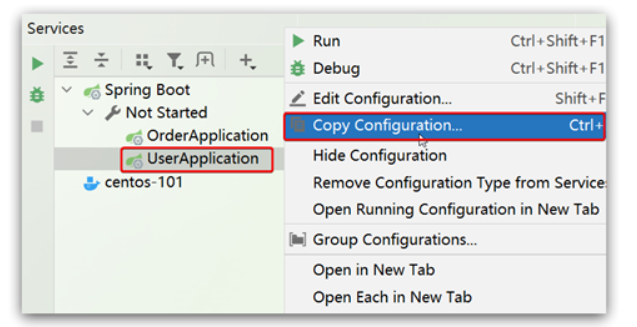 Services
Spring Boot
Not Started
OrderApplication
UserApplication
centos-101
Run Ctrl+Shift+F1
Debug Ctrl+Shift+F1
Edit Configuration... Shift+F
Copy Configuration... Ctrl+
Hide Configuration
Remove Configuration Type from Service
Open Running Configuration in New Tab
Group Configurations...
Open in New Tab
Open Each in New Tab